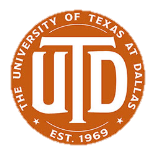 THE UNIVERSITY OF TEXAS AT DALLAS
UTD
EST. 1969